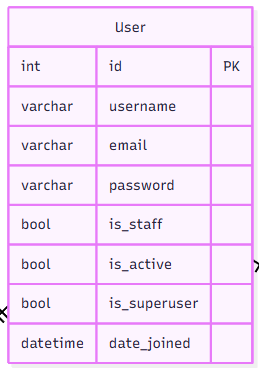 User
int id PK
varchar username
varchar email
varchar password
bool is_staff
bool is_active
bool is_superuser
datetime date_joined